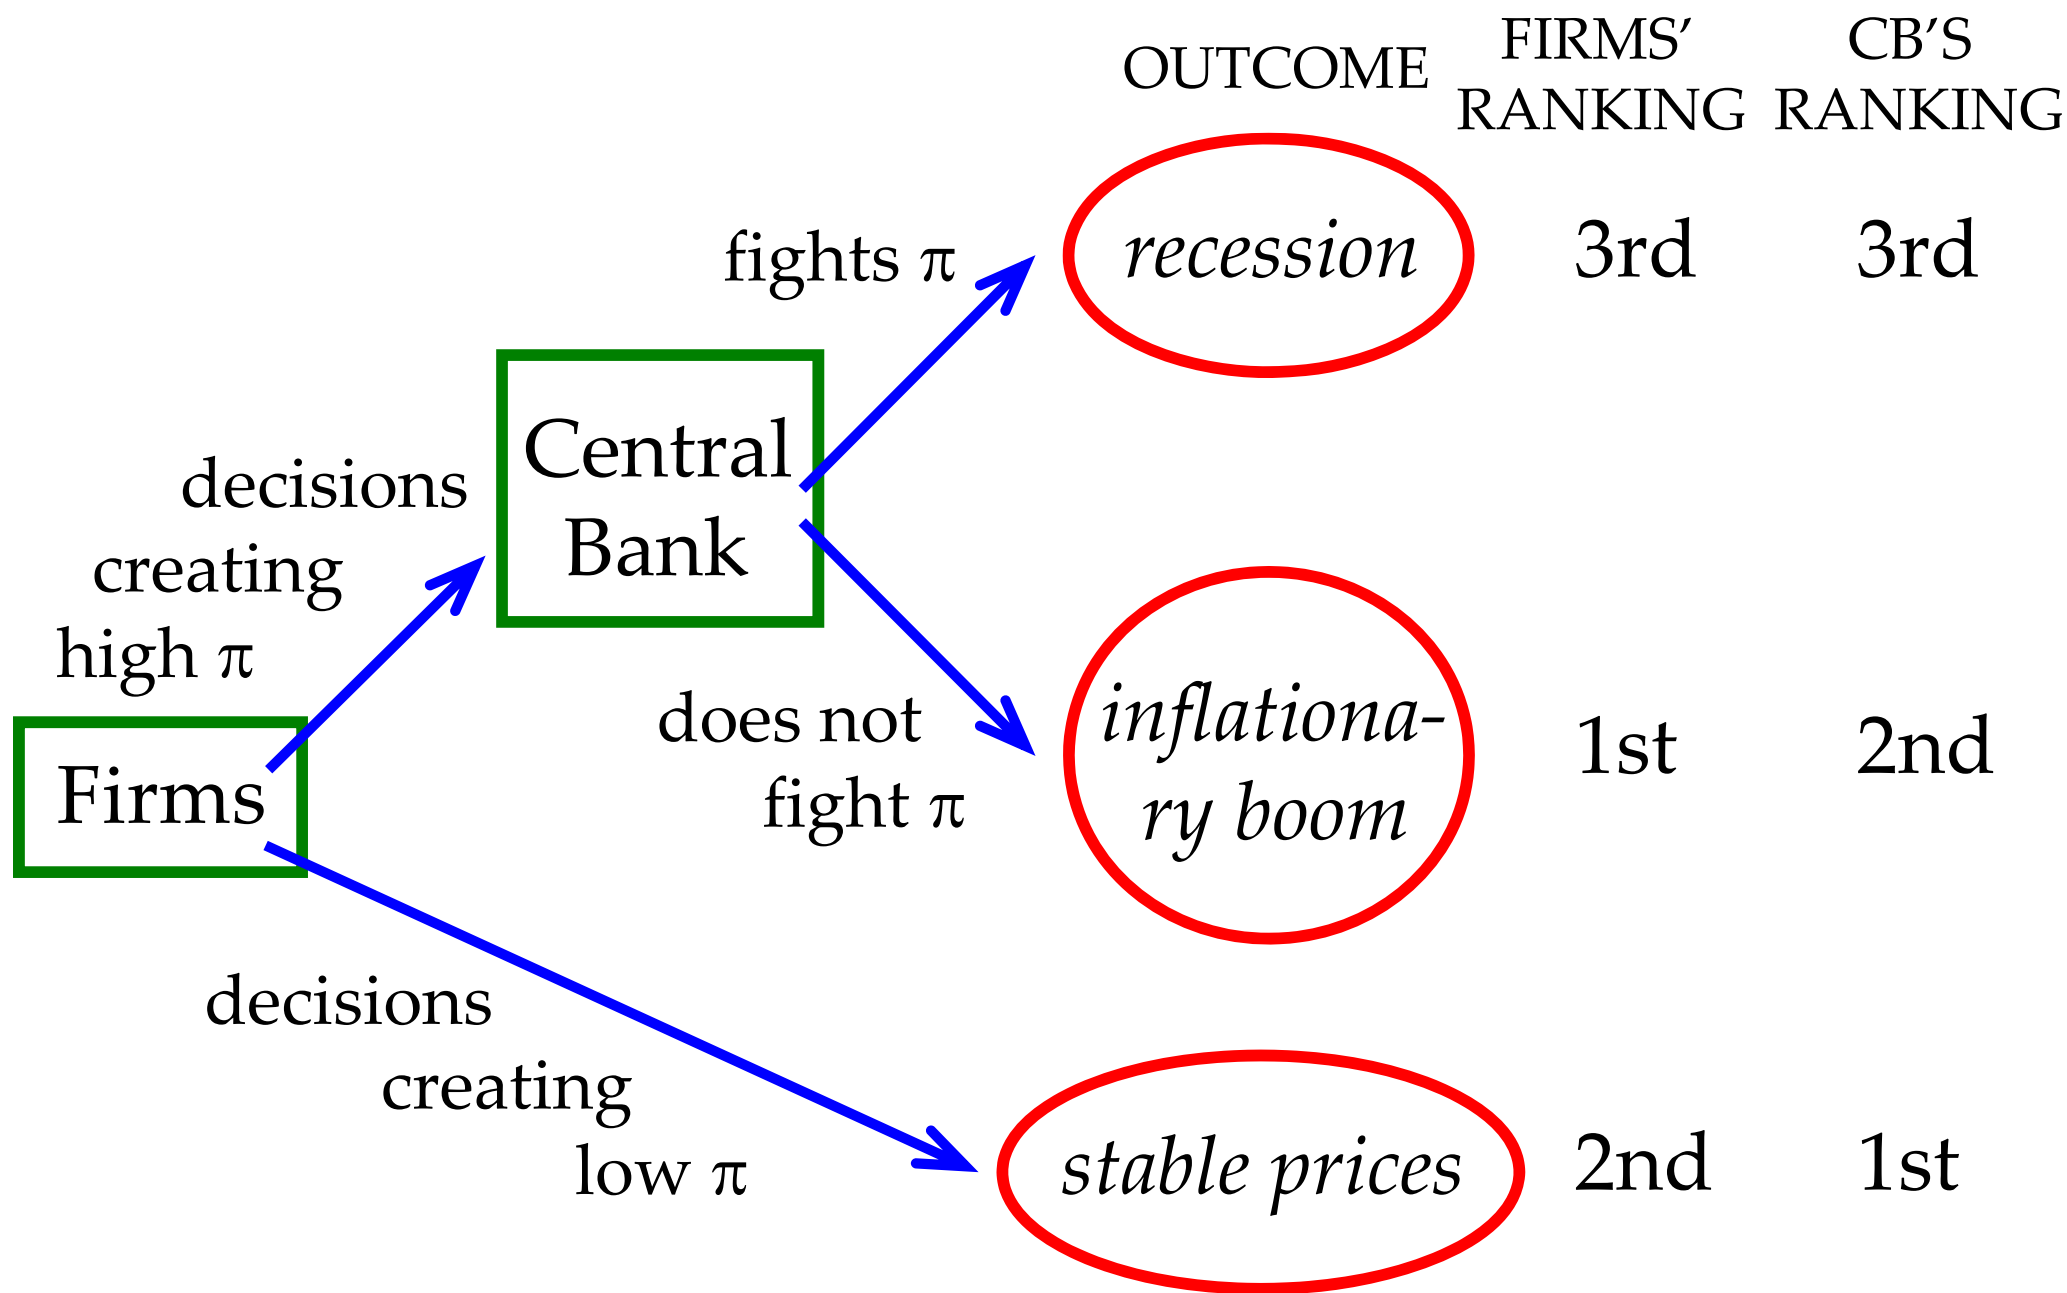 OUTCOME
FIRMS’
RANKING
CB’S
RANKING
fights π
recession
3rd
3rd
Central
Bank
decisions
creating
high π
does not
fight π
inflationa-
ry boom
1st
2nd
Firms
decisions
creating
low π
stable prices
2nd
1st